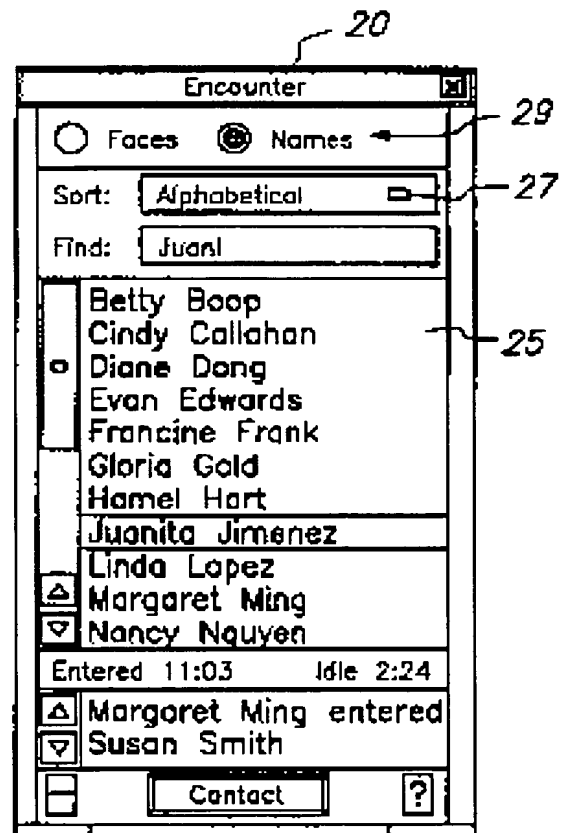 20
Encounter
Faces Names 29
Sort: Alphabetical 27
Find: Juani
Betty Boop
Cindy Callahan
25
Diane Dong
Evan Edwards
Francine Frank
Gloria Gold
Hamel Hart
Juanita Jimenez
Linda Lopez
Margaret Ming
Nancy Nguyen
Entered 11:03 Idle 2:24
Margaret Ming entered
Susan Smith
Contact ?